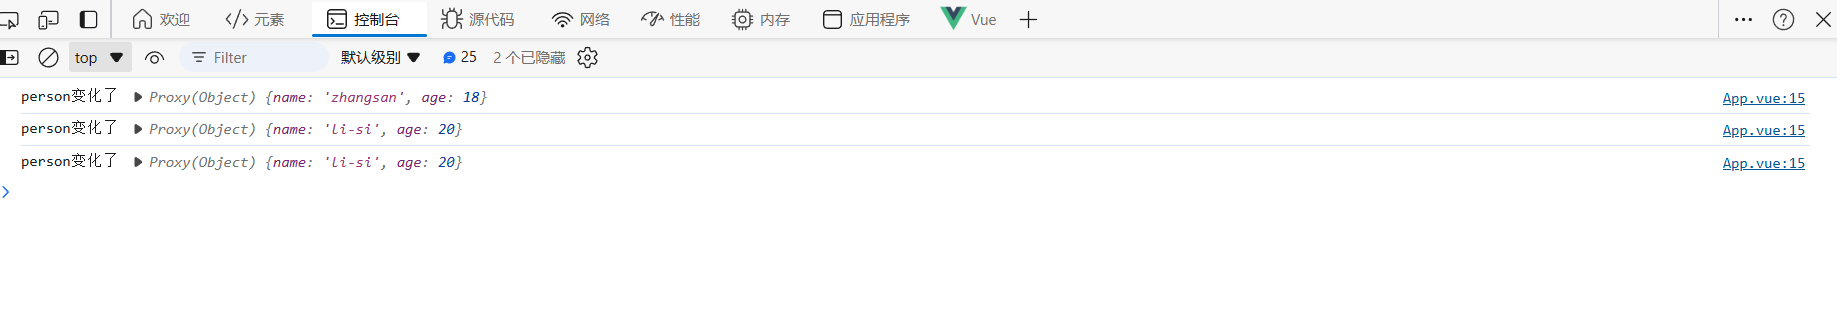 欢迎 元素 控制台 源代码 网络 性能 内存 应用程序 Vue
top Filter 默认级别 25 2 个已隐藏
person变化了 Proxy(Object) {name: 'zhangsan', age: 18} App.vue:15
person变化了 Proxy(Object) {name: 'li-si', age: 20} App.vue:15
person变化了 Proxy(Object) {name: 'li-si', age: 20} App.vue:15